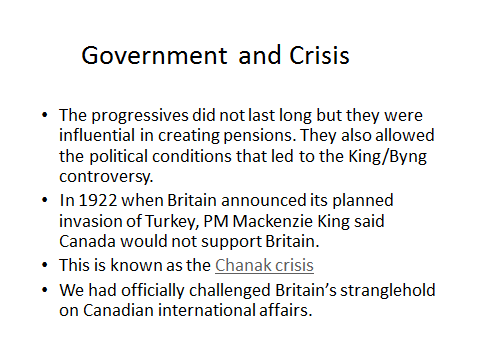 Government and Crisis
• The progressives did not last long but they were
influential in creating pensions. They also allowed
the political conditions that led to the King/Byng
controversy.
• In 1922 when Britain announced its planned
invasion of Turkey, PM Mackenzie King said
Canada would not support Britain.
• This is known as the Chanak crisis
• We had officially challenged Britain’s stranglehold
on Canadian international affairs.